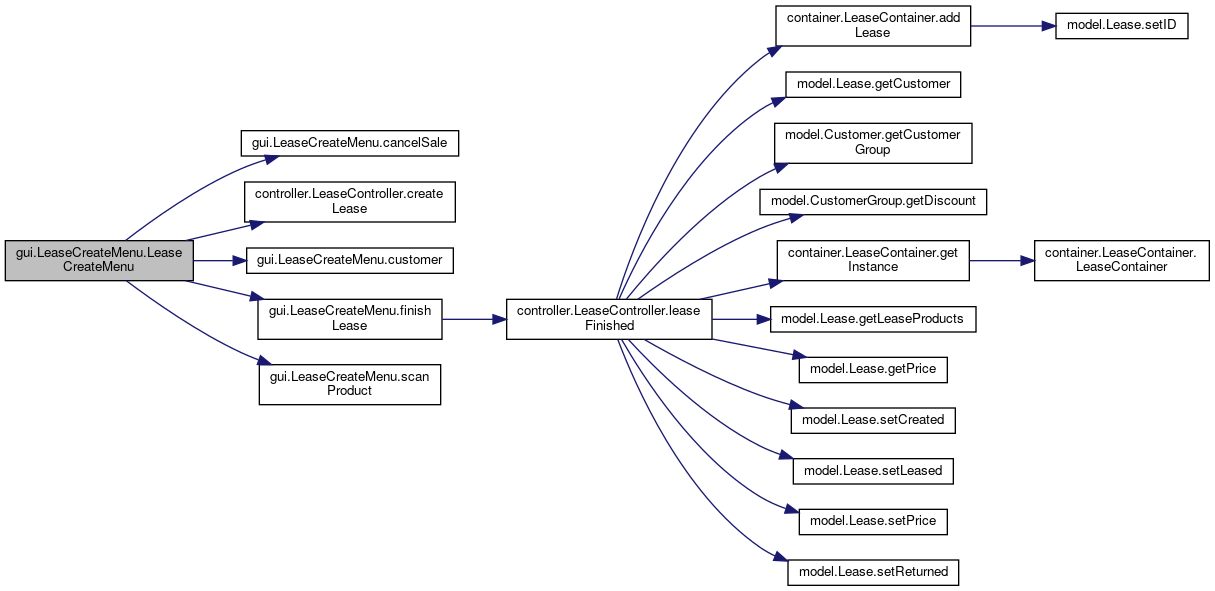 gui.LeaseCreateMenu.Lease
CreateMenu
gui.LeaseCreateMenu.cancelSale
controller.LeaseController.create
Lease
gui.LeaseCreateMenu.customer
gui.LeaseCreateMenu.finish
Lease
gui.LeaseCreateMenu.scan
Product
controller.LeaseController.lease
Finished
container.LeaseContainer.add
Lease
model.Lease.getCustomer
model.Customer.getCustomer
Group
model.CustomerGroup.getDiscount
container.LeaseContainer.get
Instance
model.Lease.getLeaseProducts
model.Lease.getPrice
model.Lease.setCreated
model.Lease.setLeased
model.Lease.setPrice
model.Lease.setReturned
model.Lease.setID
container.LeaseContainer.
LeaseContainer